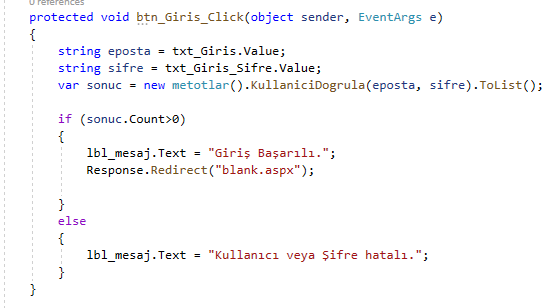 0 references
protected void btn_Giris_Click(object sender, EventArgs e)
{
string eposta = txt_Giris.Value;
string sifre = txt_Giris_Sifre.Value;
var sonuc = new metotlar().KullaniciDogrula(eposta, sifre).ToList();
if (sonuc.Count>0)
{
lbl_mesaj.Text = "Giriş Başarılı.";
Response.Redirect("blank.aspx");
}
else
{
lbl_mesaj.Text = "Kullanıcı veya Şifre hatalı.";
}
}